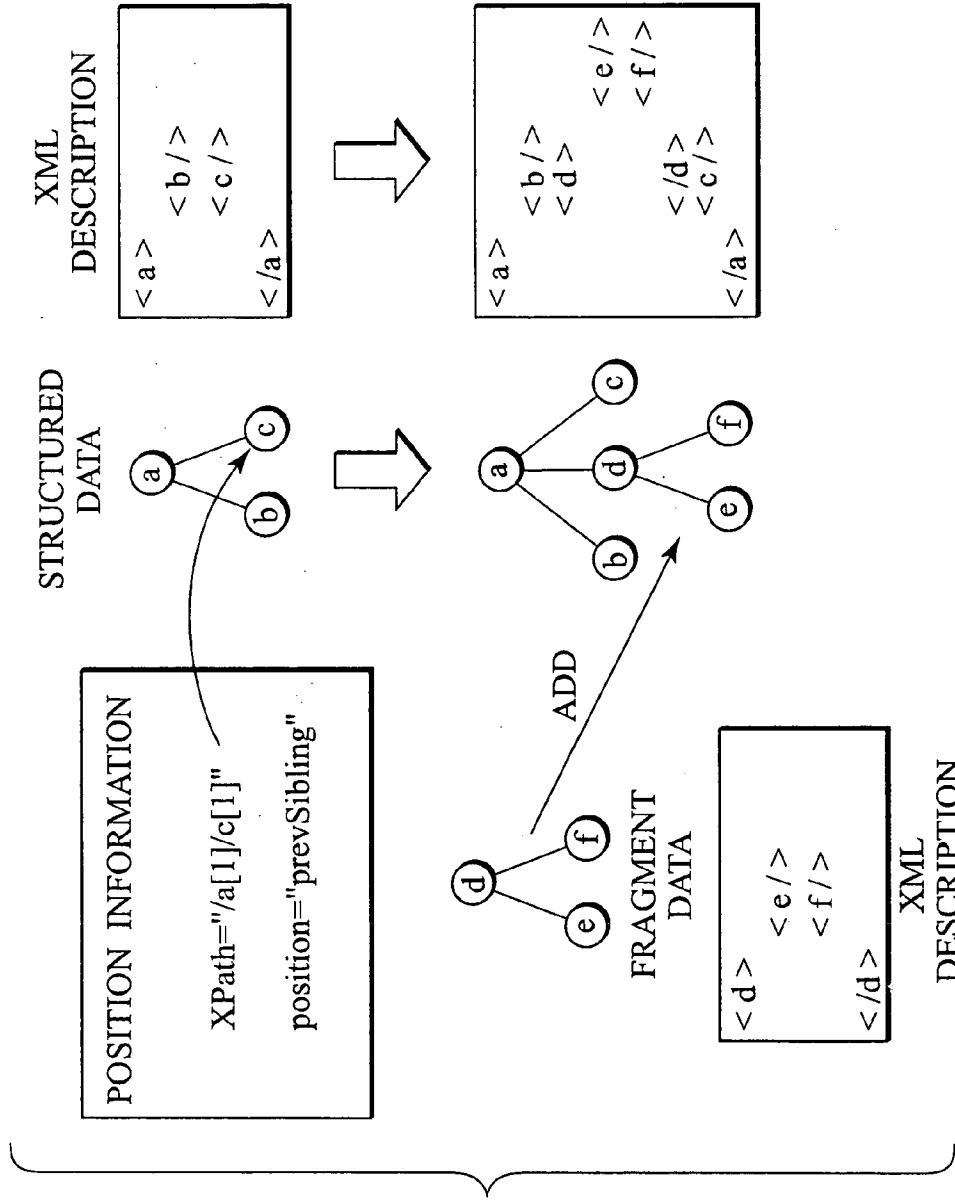 POSITION INFORMATION
XPath="/a[1]/c[1]"
position="prevSibling"
STRUCTURED
DATA
a
b
c
XML
DESCRIPTION
<a>
<b/>
<c/>
</a>
d
e
f
FRAGMENT
DATA
ADD
<d>
<e/>
<f/>
</d>
XML
DESCRIPTION
a
b
d
c
e
f
<a>
<b/>
<d>
<e/>
<f/>
</d>
<c/>
</a>